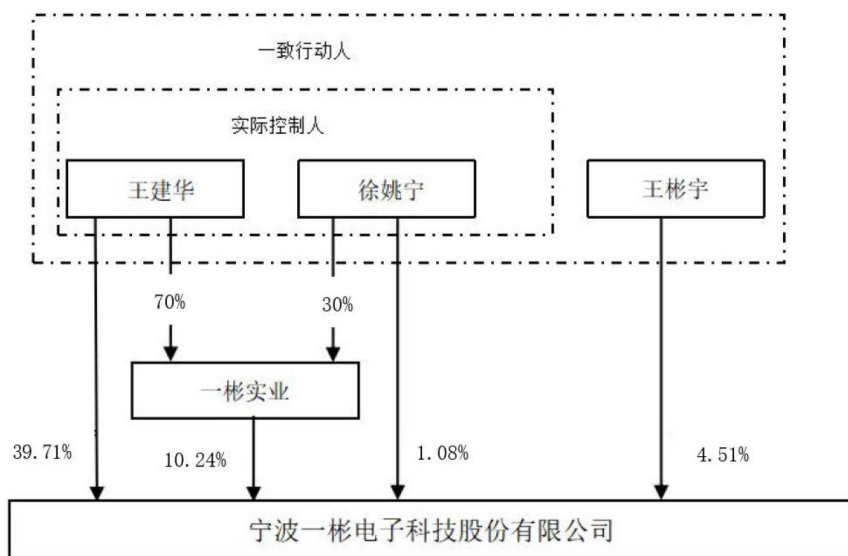 一致行动人
实际控制人
王建华
徐姚宁
王彬宇
70%
30%
一彬实业
39.71%
10.24%
1.08%
4.51%
宁波一彬电子科技股份有限公司